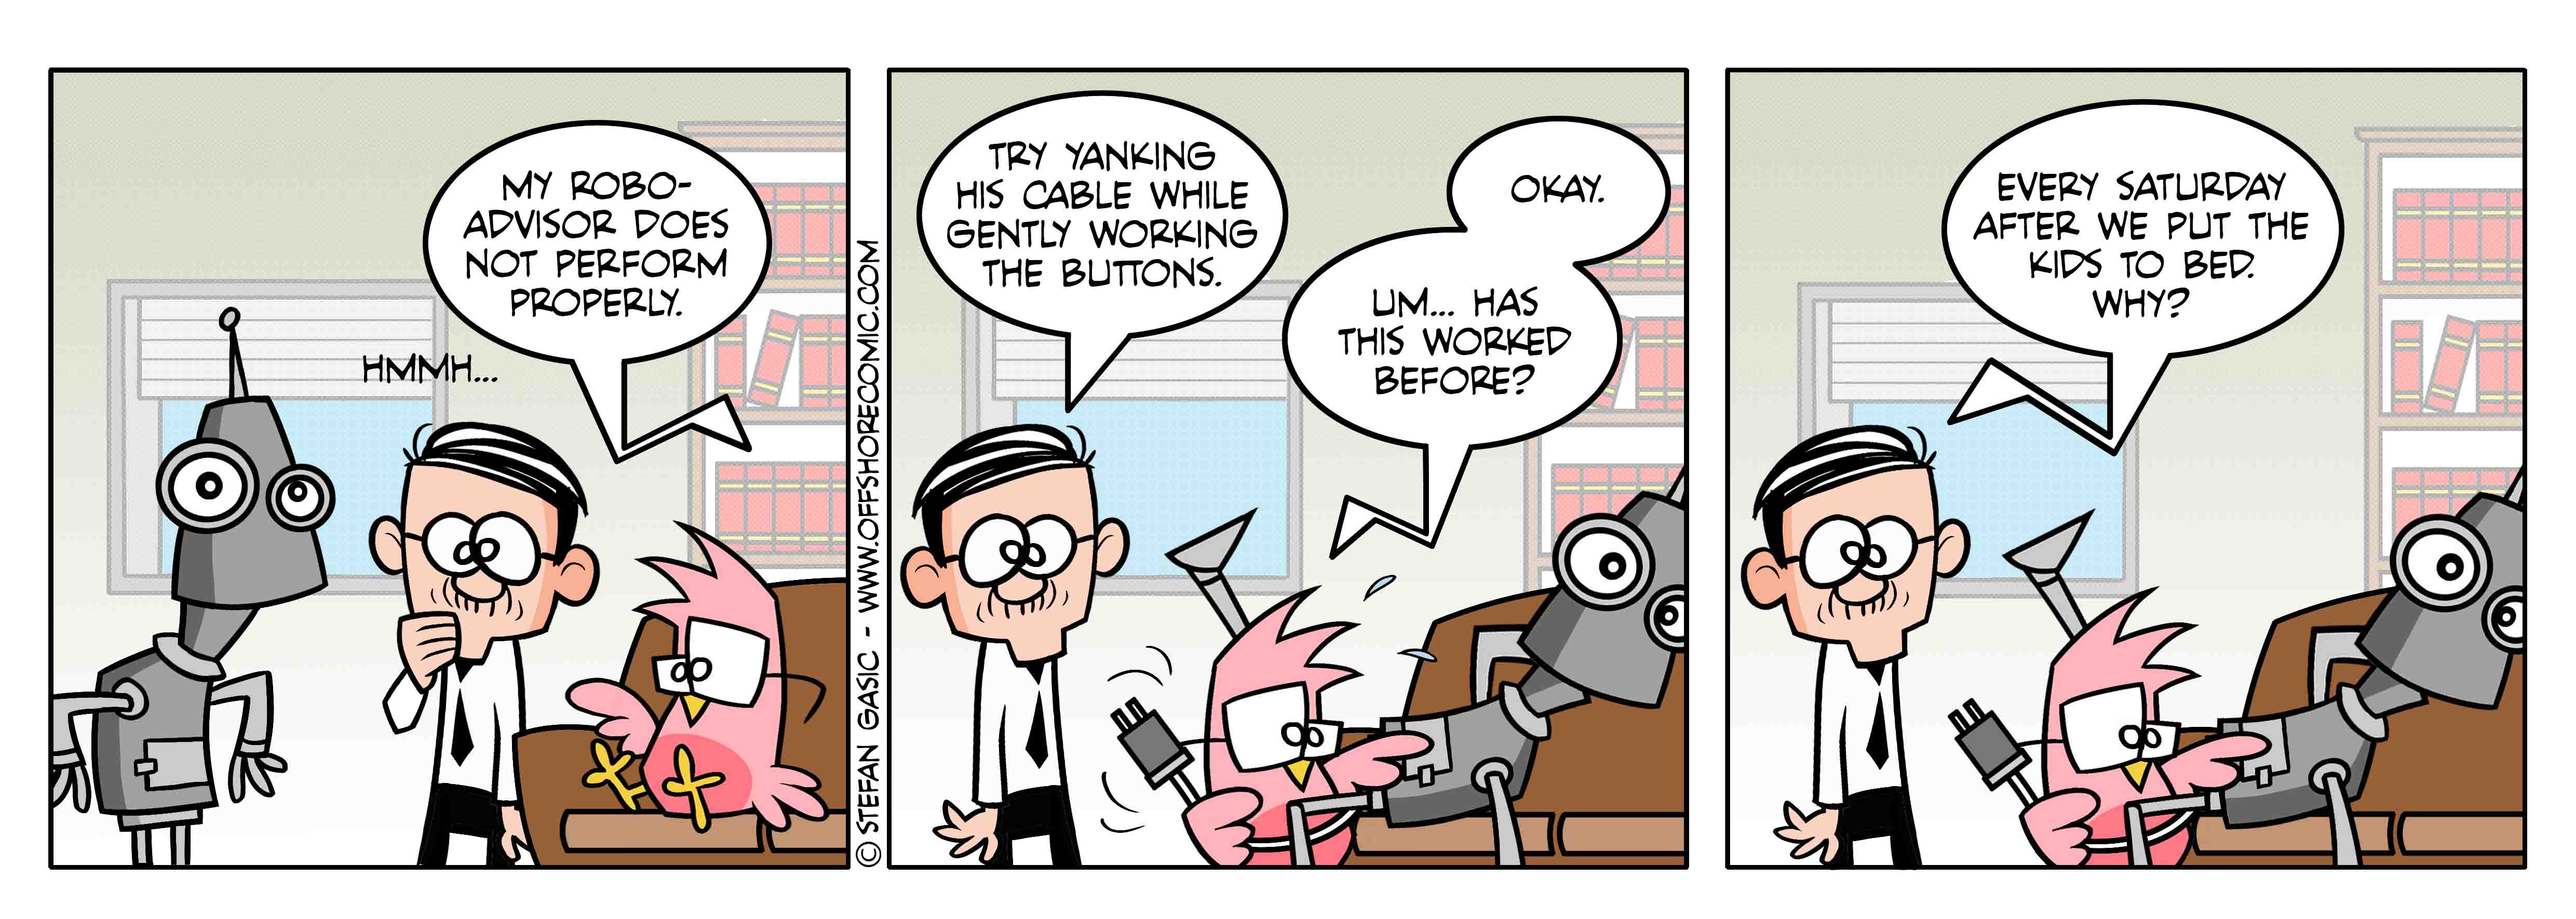 MY ROBO-
ADVISOR DOES
NOT PERFORM
PROPERLY.
HMMH...
© STEFAN GASIC - WWW.OFFSHORECOMIC.COM
TRY YANKING
HIS CABLE WHILE
GENTLY WORKING
THE BUTTONS.
OKAY.
UM... HAS
THIS WORKED
BEFORE?
EVERY SATURDAY
AFTER WE PUT THE
KIDS TO BED.
WHY?